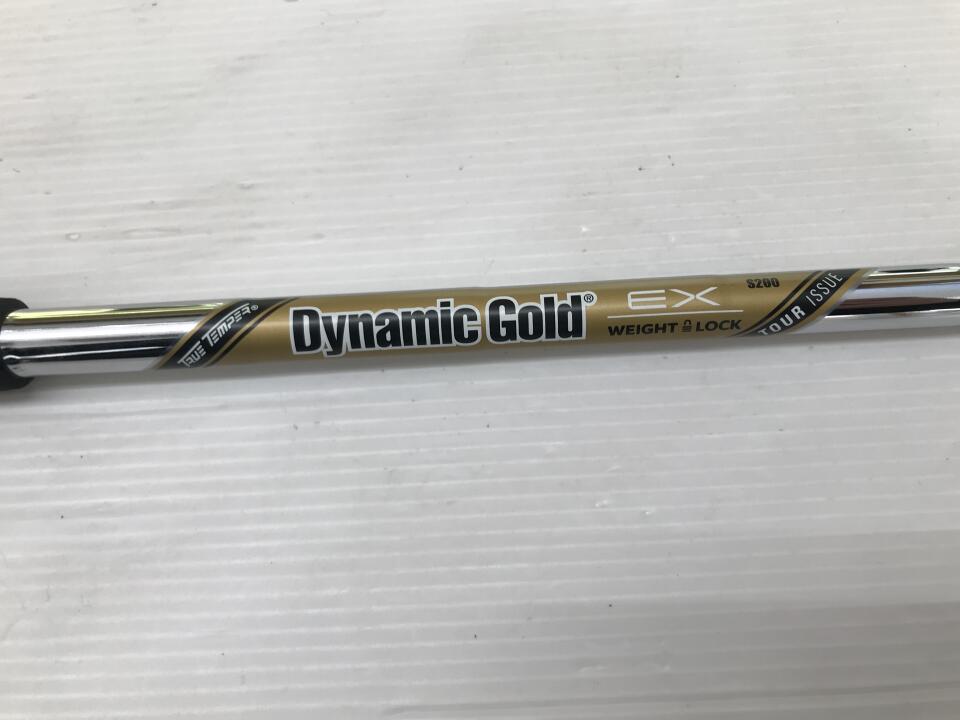 TRUE TEMPER®
Dynamic Gold®
EX
WEIGHT LOCK
S200
TOUR ISSUE